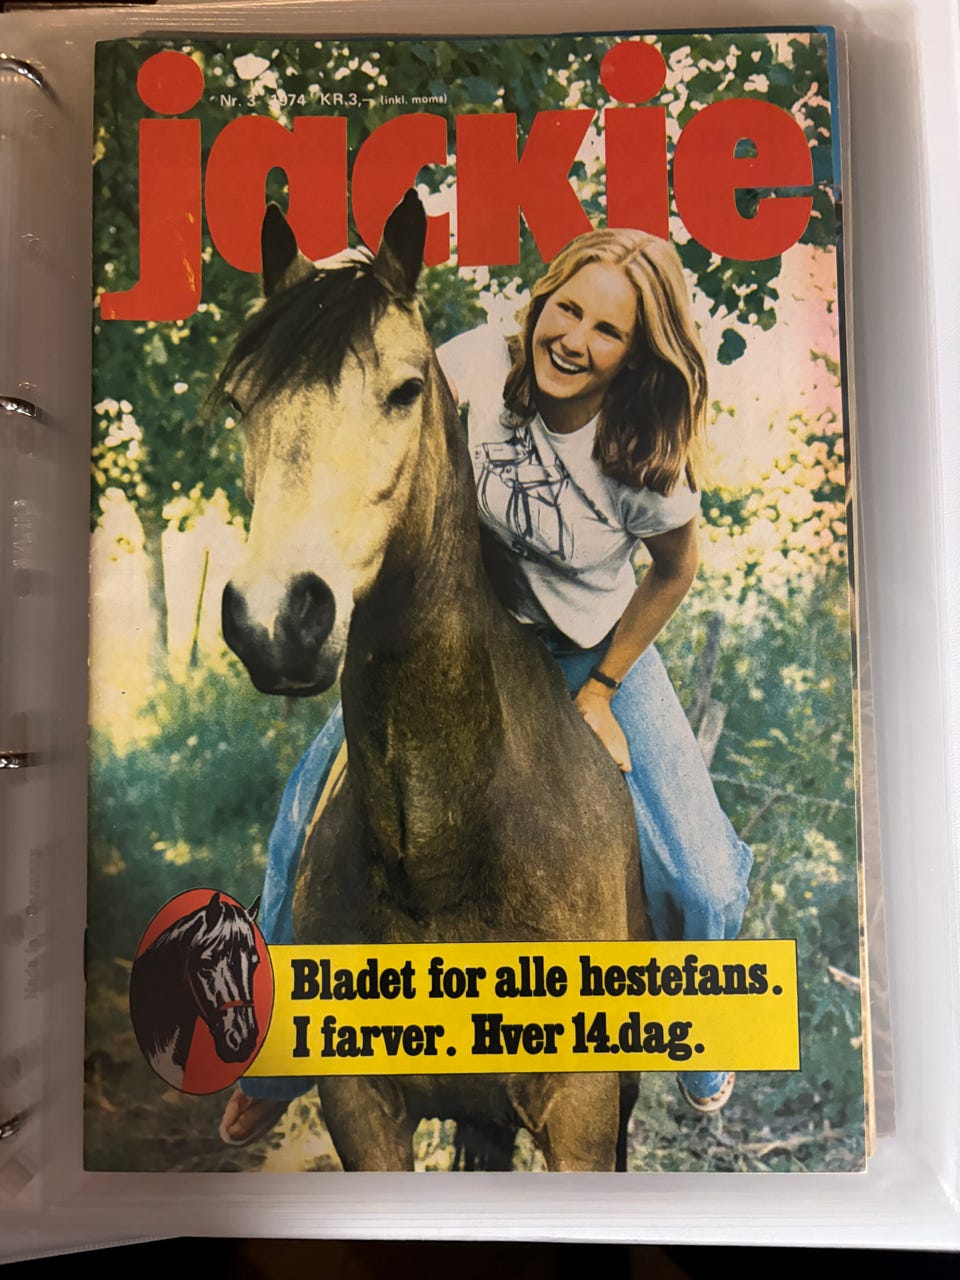 Nr. 3 1974 KR.3,— (inkl. moms)
jackie
Bladet for alle hestefans.
I farver. Hver 14.dag.